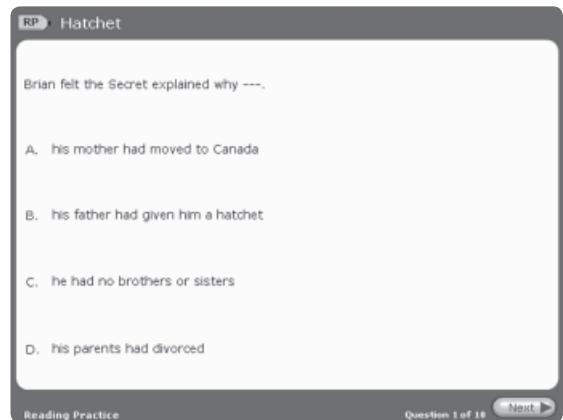 RP Hatchet
Brian felt the Secret explained why ---.
A. his mother had moved to Canada
B. his father had given him a hatchet
C. he had no brothers or sisters
D. his parents had divorced
Reading Practice Question 1 of 10 Next